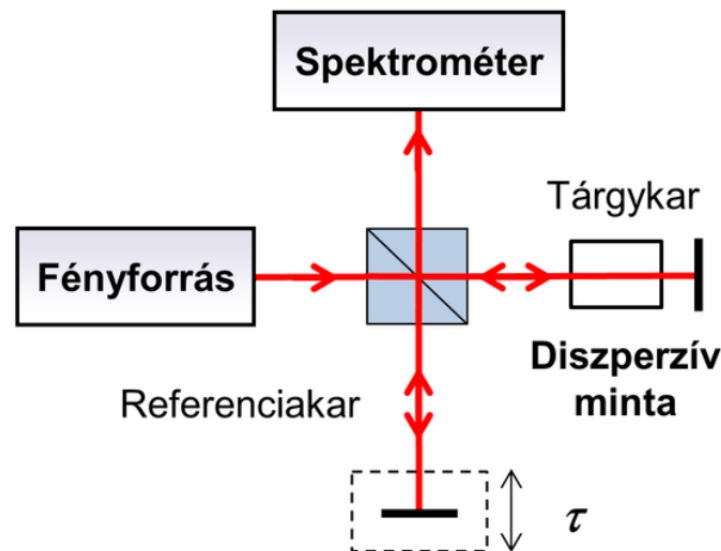 Spektrométer
Tárgykar
Fényforrás
Diszperzív
minta
Referenciakar
τ